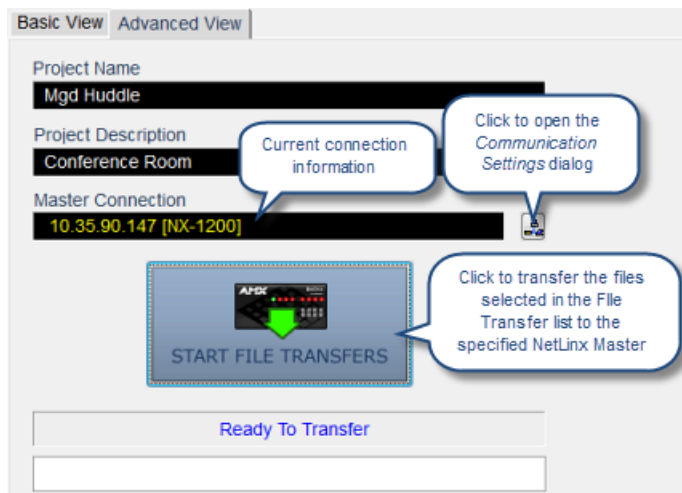 Basic View Advanced View
Project Name
Mgd Huddle
Project Description
Conference Room
Current connection
information
Click to open the
Communication
Settings dialog
Master Connection
10.35.90.147 [NX-1200]
AMX
START FILE TRANSFERS
Click to transfer the files
selected in the FIle
Transfer list to the
specified NetLinx Master
Ready To Transfer